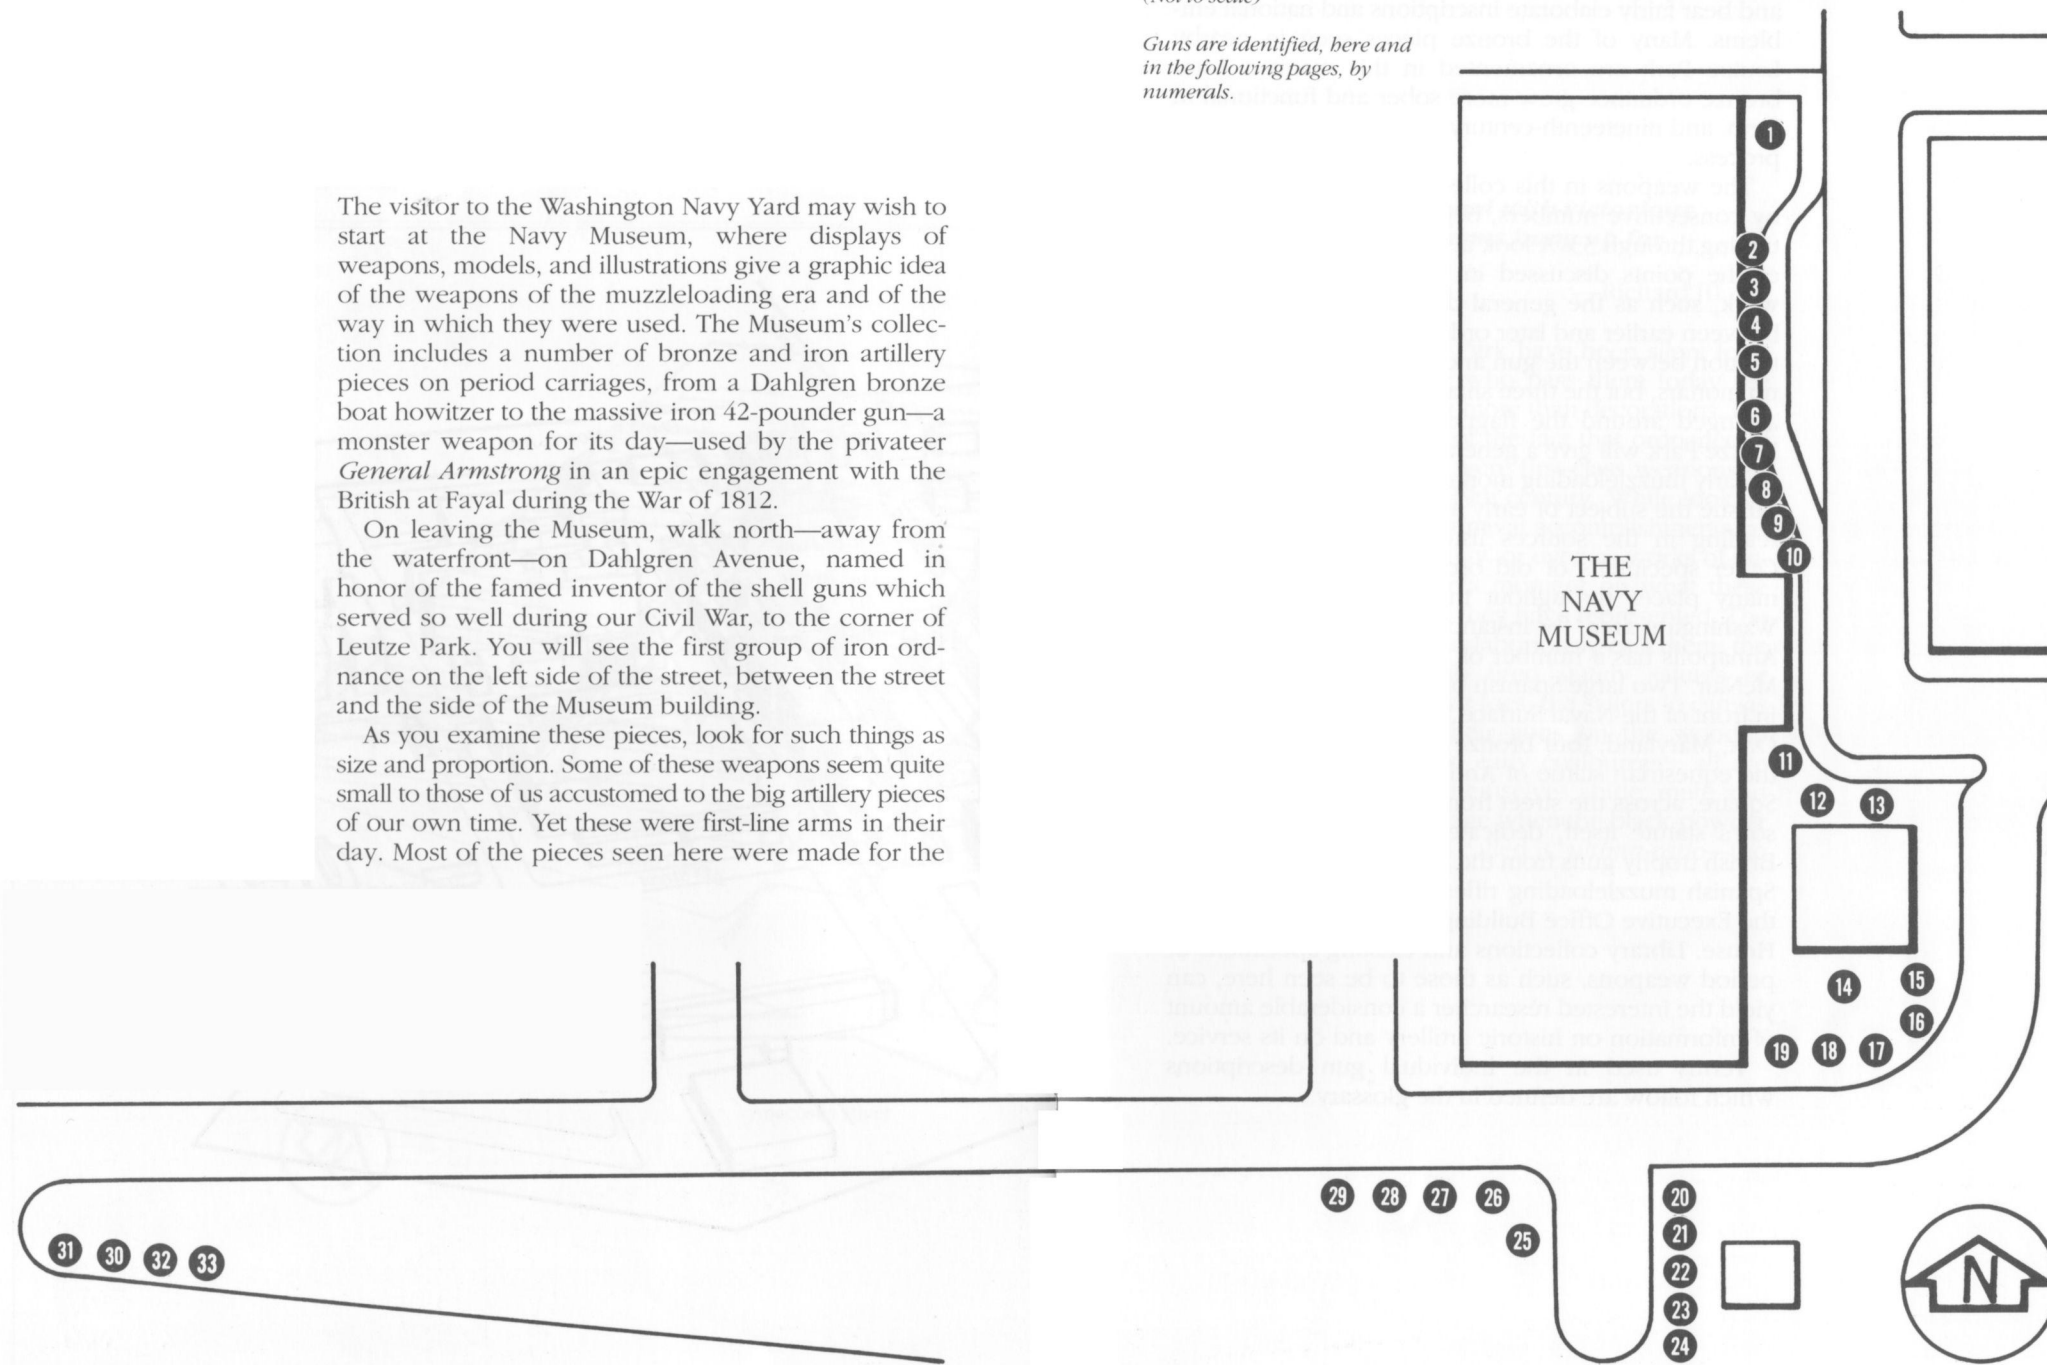 The visitor to the Washington Navy Yard may wish to
start at the Navy Museum, where displays of
weapons, models, and illustrations give a graphic idea
of the weapons of the muzzleloading era and of the
way in which they were used. The Museum's collec-
tion includes a number of bronze and iron artillery
pieces on period carriages, from a Dahlgren bronze
boat howitzer to the massive iron 42-pounder gun—a
monster weapon for its day—used by the privateer
General Armstrong in an epic engagement with the
British at Fayal during the War of 1812.
On leaving the Museum, walk north—away from
the waterfront—on Dahlgren Avenue, named in
honor of the famed inventor of the shell guns which
served so well during our Civil War, to the corner of
Leutze Park. You will see the first group of iron ord-
nance on the left side of the street, between the street
and the side of the Museum building.
As you examine these pieces, look for such things as
size and proportion. Some of these weapons seem quite
small to those of us accustomed to the big artillery pieces
of our own time. Yet these were first-line arms in their
day. Most of the pieces seen here were made for the
(Not to scale)
Guns are identified, here and
in the following pages, by
numerals.
1
2
3
4
5
6
7
8
9
10
THE
NAVY
MUSEUM
11
12 13
14 15
16
19 18 17
29 28 27 26
25
20
21
22
23
24
31 30 32 33
N